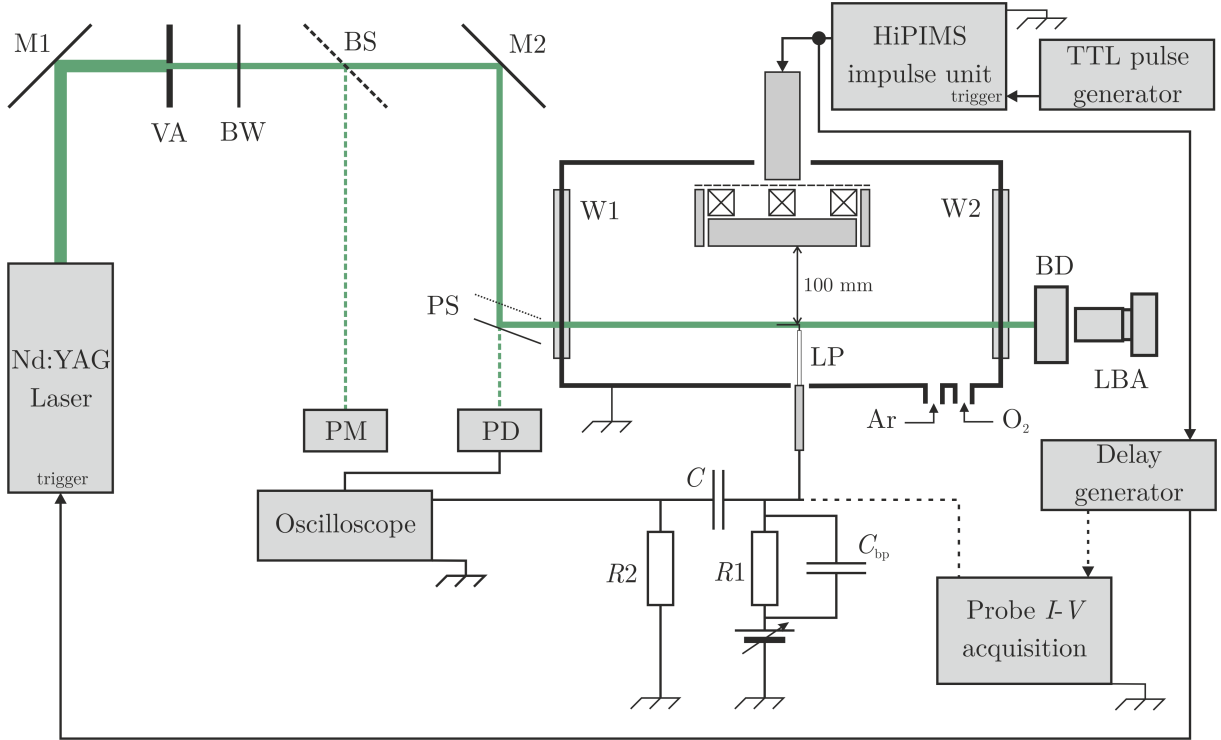 M1
BS
M2
HiPIMS
impulse unit
trigger
TTL pulse
generator
VA
BW
W1
W2
100 mm
BD
PS
LP
LBA
Nd:YAG
Laser
trigger
PM
PD
Ar
O₂
Delay
generator
Oscilloscope
C
R2
R1
C_bp
Probe I-V
acquisition